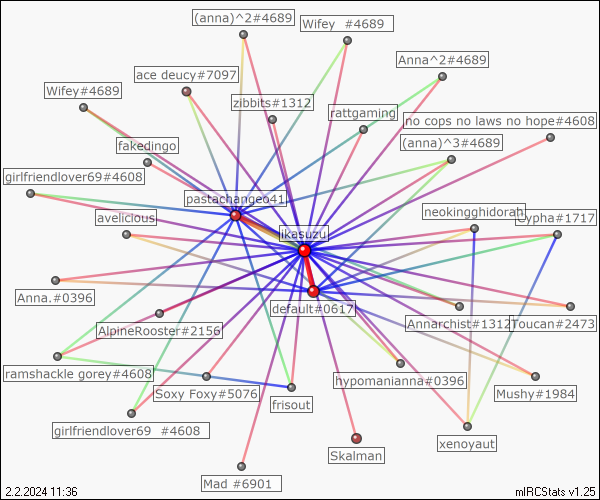 (anna)^2#4689
Wifey  #4689
Anna^2#4689
ace deucy#7097
Wifey#4689
zibbits#1312
rattgaming
no cops no laws no hope#4608
fakedingo
(anna)^3#4689
girlfriendlover69#4608
pastachangeo41
avelicious
neokingghidorah
Cypha#1717
ikesuzu
Anna.#0396
default#0617
AlpineRooster#2156
Annarchist#1312
Toucan#2473
ramshackle gorey#4608
Soxy Foxy#5076
hypomanianna#0396
Mushy#1984
frisout
girlfriendlover69  #4608
xenoyaut
Skalman
Mad #6901
2.2.2024 11:36
mIRCStats v1.25